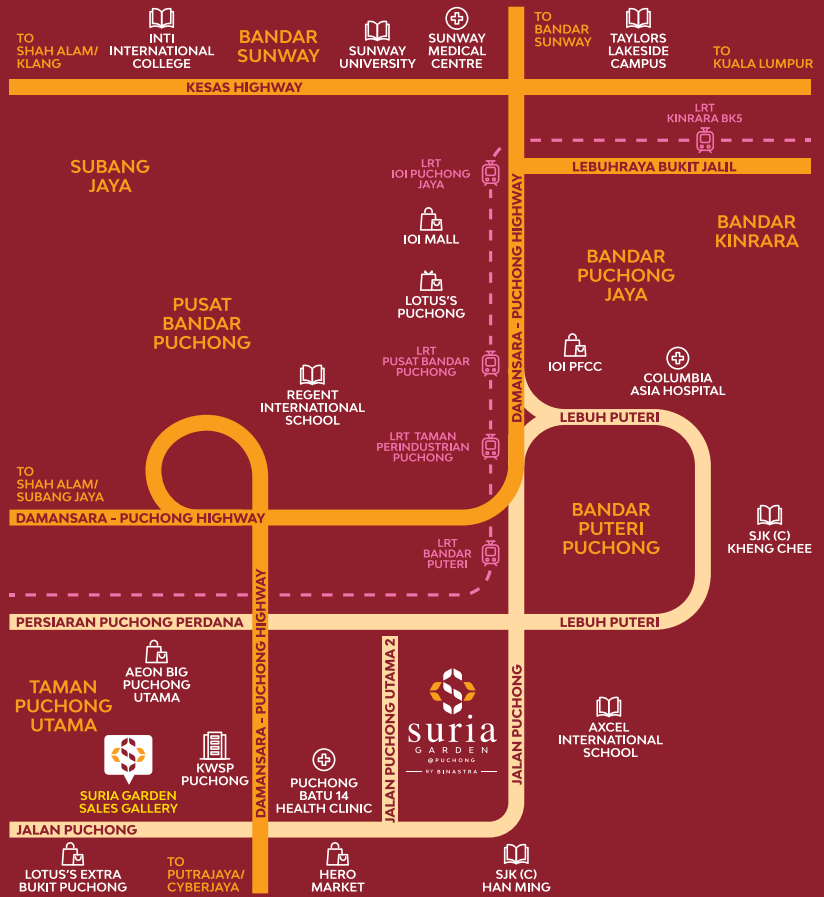 TO
SHAH ALAM/
KLANG
INTI
INTERNATIONAL
COLLEGE
BANDAR
SUNWAY
SUNWAY
UNIVERSITY
SUNWAY
MEDICAL
CENTRE
TO
BANDAR
SUNWAY
TAYLORS
LAKESIDE
CAMPUS
TO
KUALA LUMPUR
KESAS HIGHWAY
LRT
KINRARA BK5
LEBUHRAYA BUKIT JALIL
SUBANG
JAYA
LRT
IOI PUCHONG
JAYA
IOI MALL
LOTUS'S
PUCHONG
DAMANSARA - PUCHONG HIGHWAY
BANDAR
KINRARA
BANDAR
PUCHONG
JAYA
PUSAT
BANDAR
PUCHONG
LRT
PUSAT BANDAR
PUCHONG
IOI PFCC
COLUMBIA
ASIA HOSPITAL
REGENT
INTERNATIONAL
SCHOOL
LEBUH PUTERI
LRT TAMAN
PERINDUSTRIAN
PUCHONG
TO
SHAH ALAM/
SUBANG JAYA
DAMANSARA - PUCHONG HIGHWAY
BANDAR
PUTERI
PUCHONG
SJK (C)
KHENG CHEE
LRT
BANDAR
PUTERI
DAMANSARA - PUCHONG HIGHWAY
PERSIARAN PUCHONG PERDANA
LEBUH PUTERI
AEON BIG
PUCHONG
UTAMA
TAMAN
PUCHONG
UTAMA
JALAN PUCHONG UTAMA 2
suria
GARDEN
@PUCHONG
BY BINASTRA
JALAN PUCHONG
AXCEL
INTERNATIONAL
SCHOOL
SURIA GARDEN
SALES GALLERY
KWSP
PUCHONG
PUCHONG
BATU 14
HEALTH CLINIC
JALAN PUCHONG
LOTUS'S EXTRA
BUKIT PUCHONG
TO
PUTRAJAYA/
CYBERJAYA
HERO
MARKET
SJK (C)
HAN MING